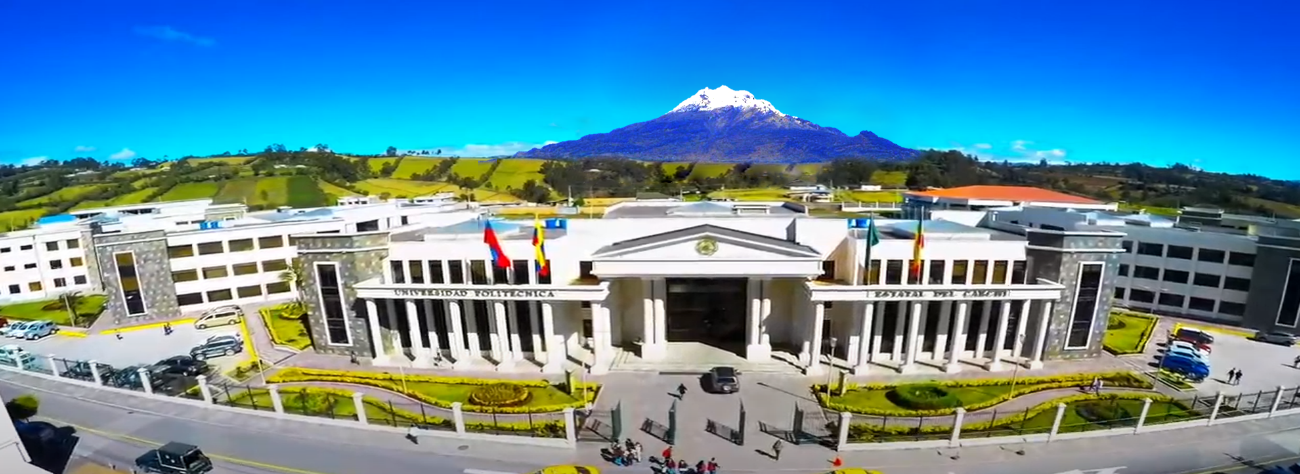 UNIVERSIDAD POLITECNICA
ESTATAL DEL CARCHI